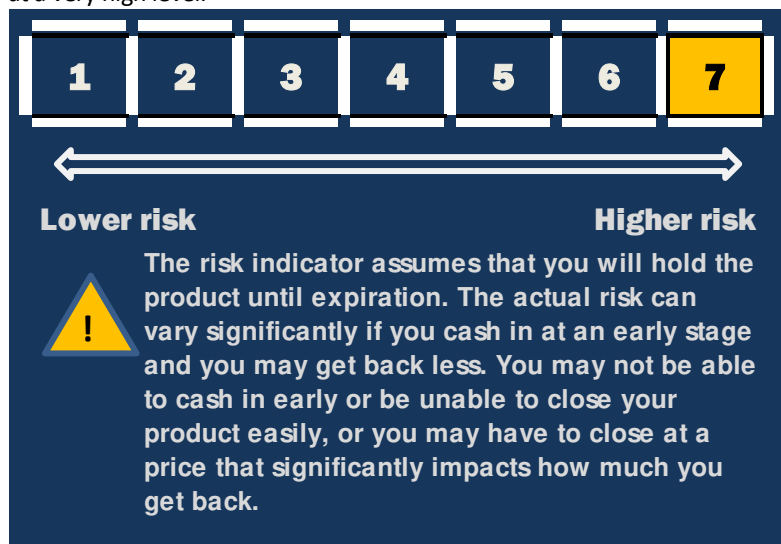 at a very high level.
1 2 3 4 5 6 7
Lower risk Higher risk
The risk indicator assumes that you will hold the
product until expiration. The actual risk can
! vary significantly if you cash in at an early stage
and you may get back less. You may not be able
to cash in early or be unable to close your
product easily, or you may have to close at a
price that significantly impacts how much you
get back.